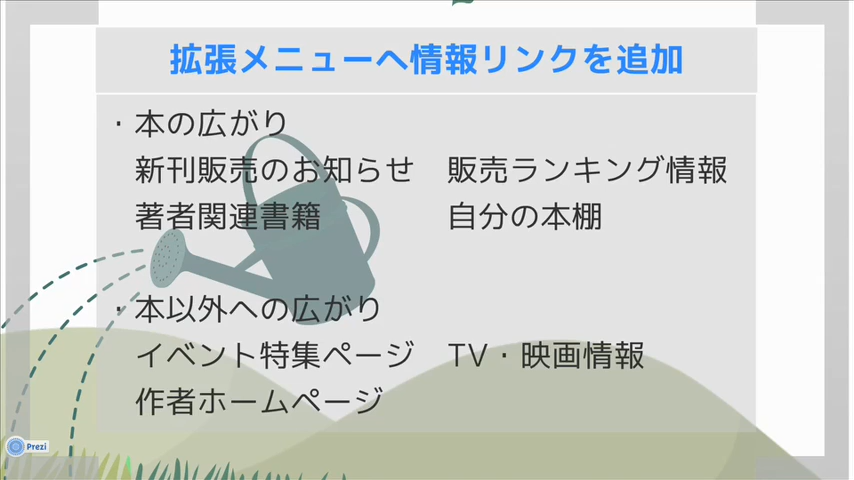 拡張メニューへ情報リンクを追加
・本の広がり
新刊販売のお知らせ　販売ランキング情報
著者関連書籍　自分の本棚
・本以外への広がり
イベント特集ページ　TV・映画情報
作者ホームページ
Prezi